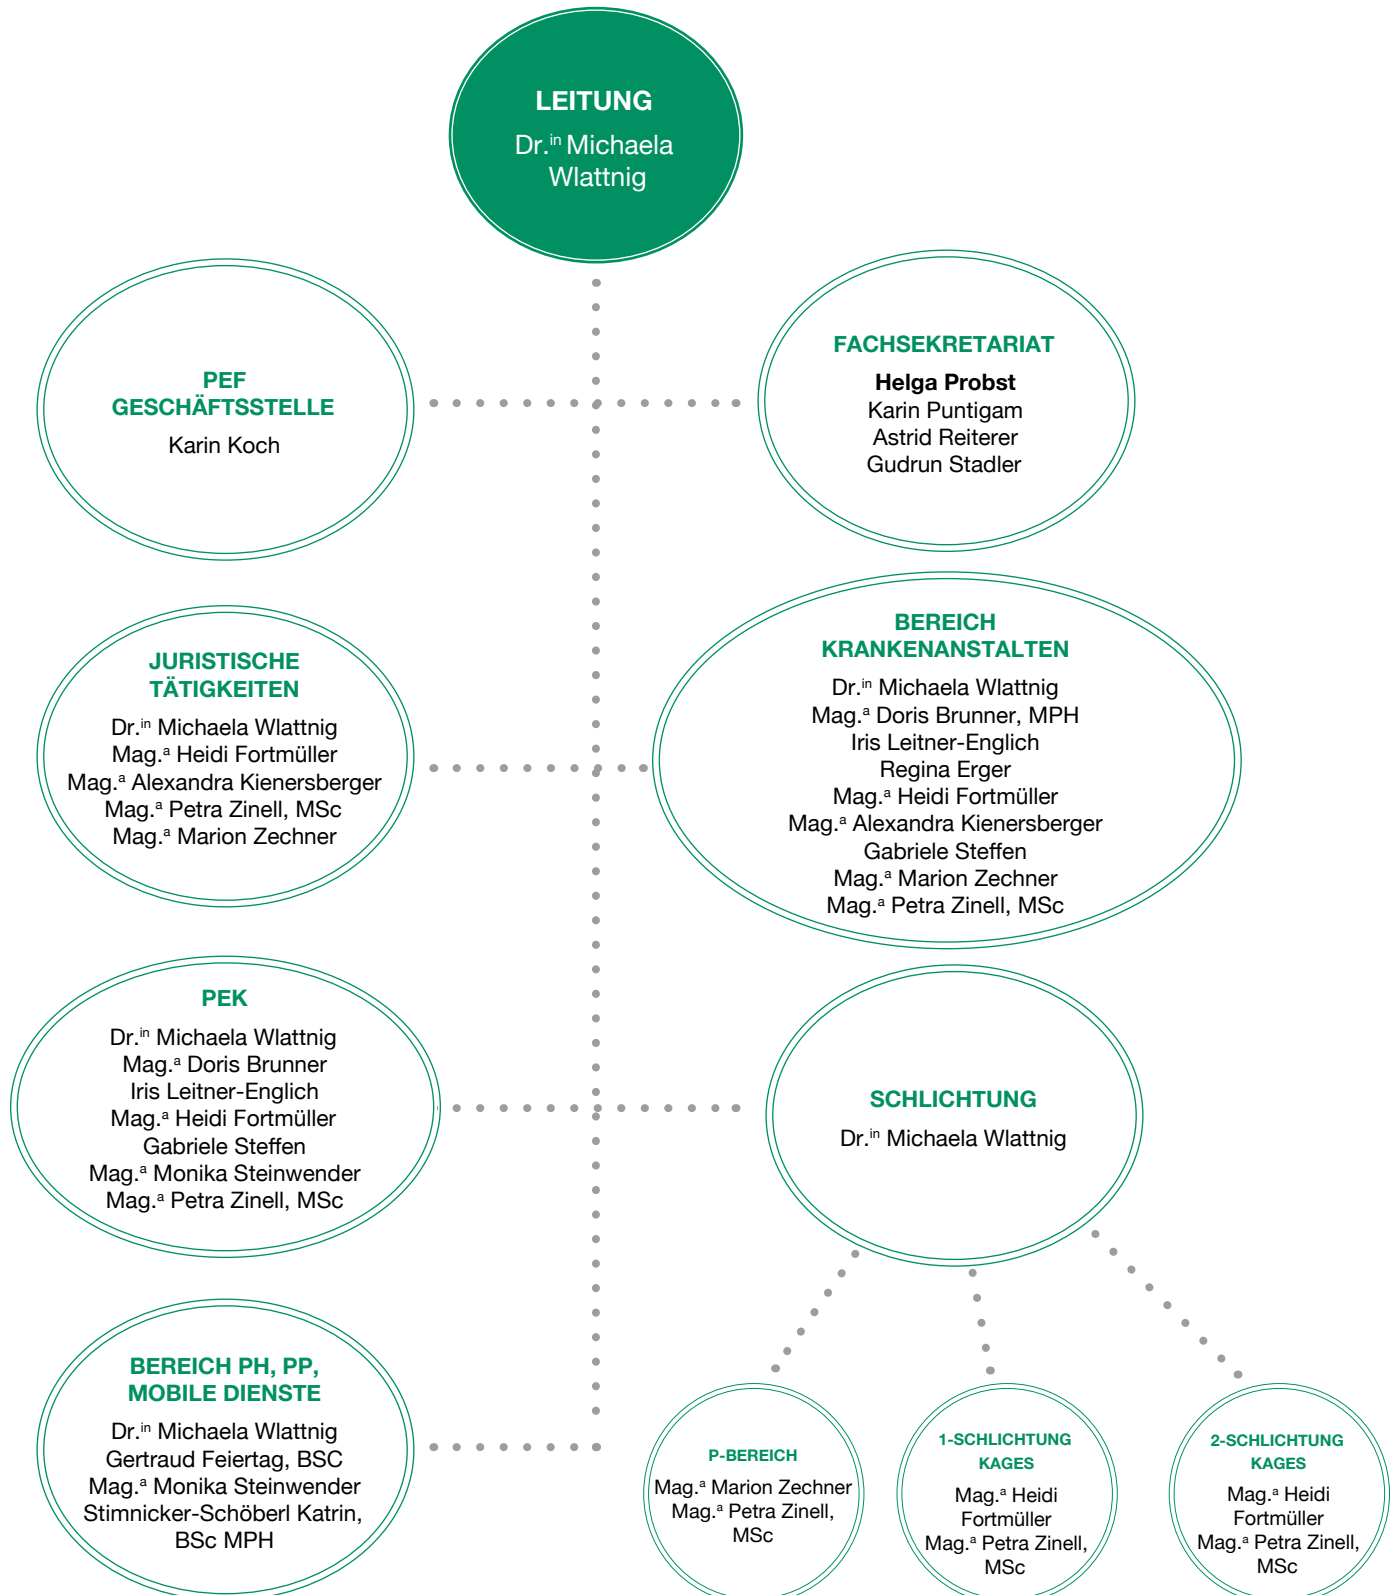 LEITUNG
Dr.in Michaela
Wlattnig
PEF
GESCHÄFTSSTELLE
Karin Koch
FACHSEKRETARIAT
Helga Probst
Karin Puntigam
Astrid Reiterer
Gudrun Stadler
JURISTISCHE
TÄTIGKEITEN
Dr.in Michaela Wlattnig
Mag.a Heidi Fortmüller
Mag.a Alexandra Kienersberger
Mag.a Petra Zinell, MSc
Mag.a Marion Zechner
BEREICH
KRANKENANSTALTEN
Dr.in Michaela Wlattnig
Mag.a Doris Brunner, MPH
Iris Leitner-Englich
Regina Erger
Mag.a Heidi Fortmüller
Mag.a Alexandra Kienersberger
Gabriele Steffen
Mag.a Marion Zechner
Mag.a Petra Zinell, MSc
PEK
Dr.in Michaela Wlattnig
Mag.a Doris Brunner
Iris Leitner-Englich
Mag.a Heidi Fortmüller
Gabriele Steffen
Mag.a Monika Steinwender
Mag.a Petra Zinell, MSc
SCHLICHTUNG
Dr.in Michaela Wlattnig
BEREICH PH, PP,
MOBILE DIENSTE
Dr.in Michaela Wlattnig
Gertraud Feiertag, BSC
Mag.a Monika Steinwender
Stimnicker-Schöberl Katrin,
BSc MPH
P-BEREICH
Mag.a Marion Zechner
Mag.a Petra Zinell,
MSc
1-SCHLICHTUNG
KAGES
Mag.a Heidi
Fortmüller
Mag.a Petra Zinell,
MSc
2-SCHLICHTUNG
KAGES
Mag.a Heidi
Fortmüller
Mag.a Petra Zinell,
MSc